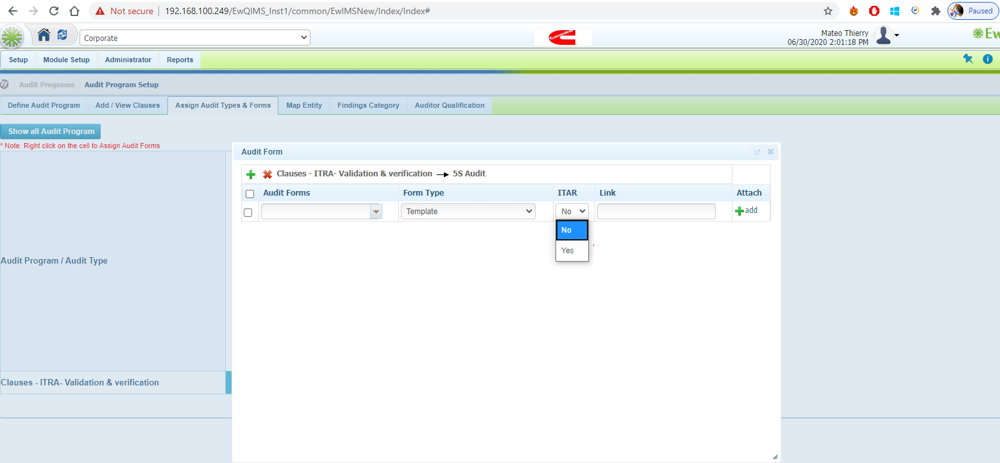 Not secure 192.168.100.249/EwQIMS_Inst1/common/EwIMSNew/Index/Index# Paused
Corporate
Cummins
Mateo Thierry
06/30/2020 2:01:18 PM
Ew
Setup Module Setup Administrator Reports
Audit Programs Audit Program Setup
Define Audit Program Add / View Clauses Assign Audit Types & Forms Map Entity Findings Category Auditor Qualification
Show all Audit Program
* Note: Right click on the cell to Assign Audit Forms
Audit Form
Clauses - ITRA- Validation & verification → 5S Audit
Audit Forms Form Type ITAR Link Attach
Template No add
No
Yes
Audit Program / Audit Type
Clauses - ITRA- Validation & verification